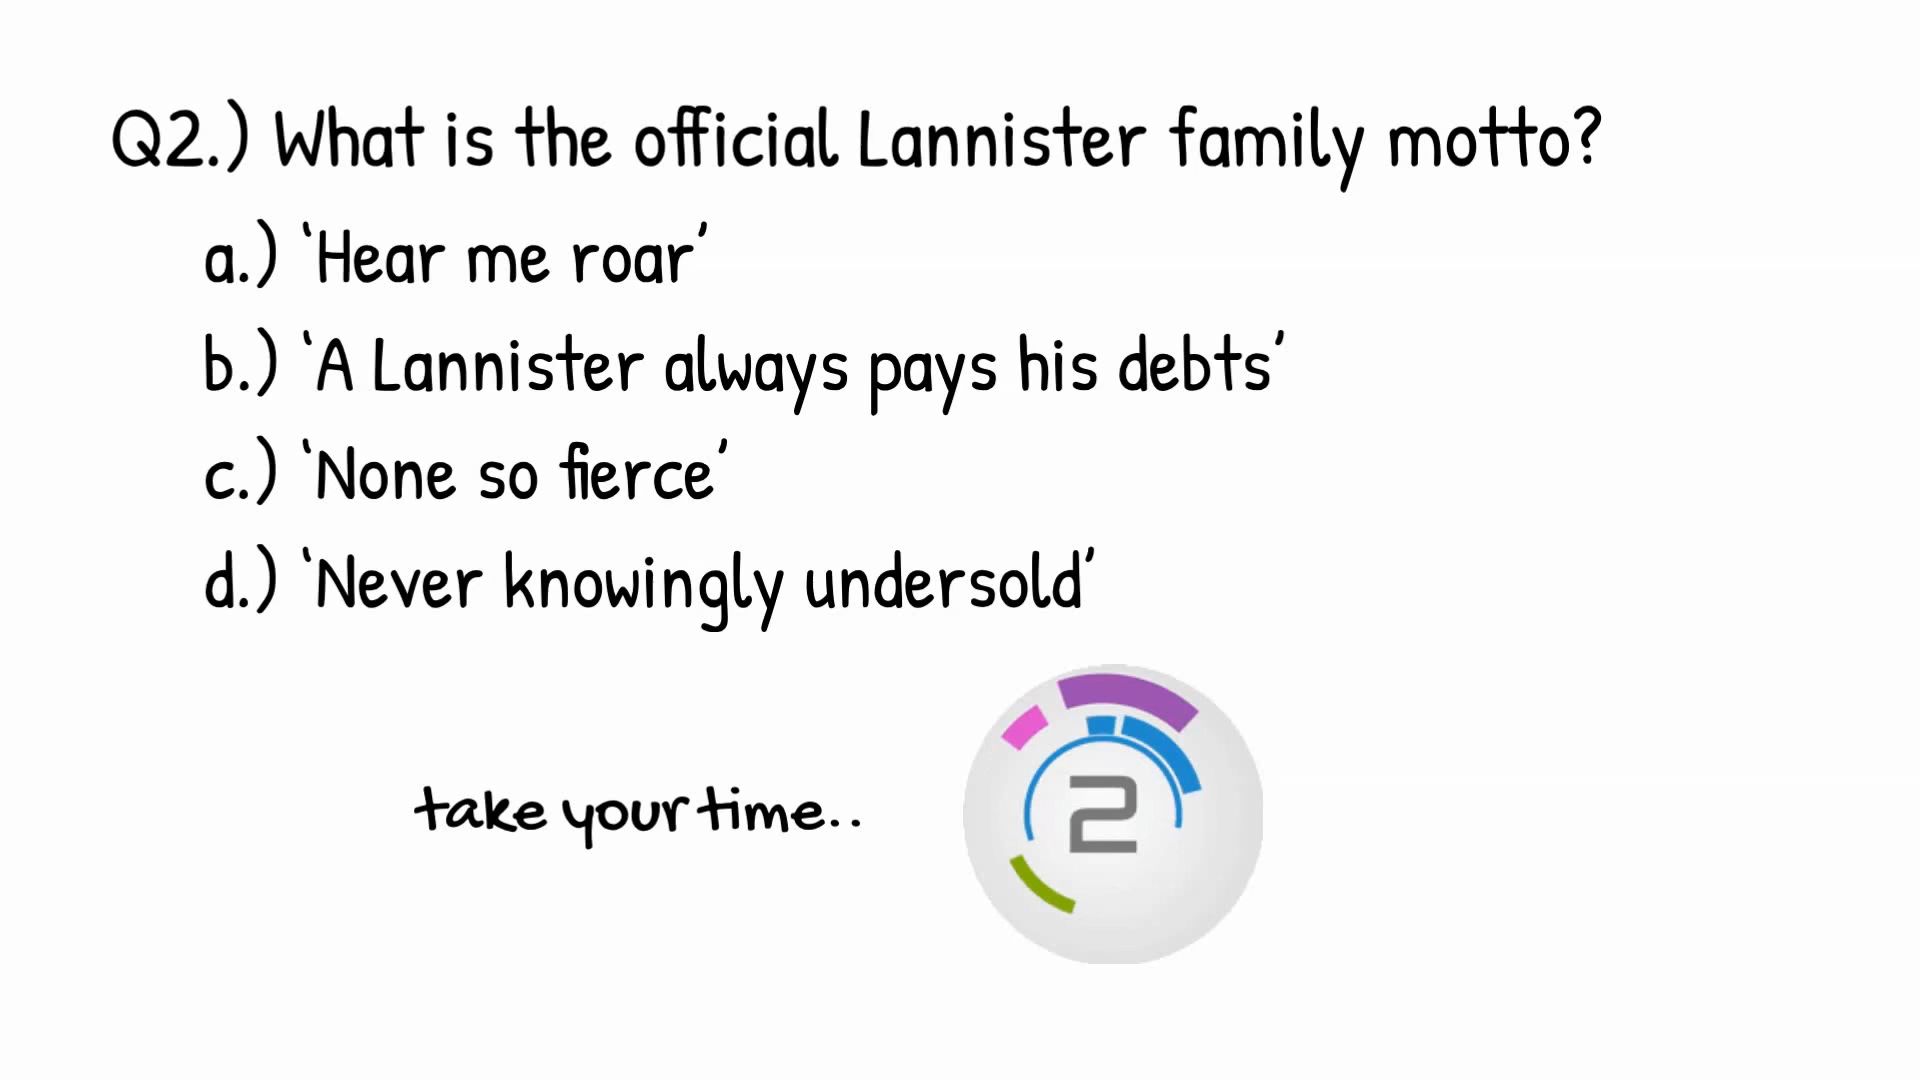 Q2.) What is the official Lannister family motto?
a.) ‘Hear me roar’
b.) ‘A Lannister always pays his debts’
c.) ‘None so fierce’
d.) ‘Never knowingly undersold’
take your time..
2